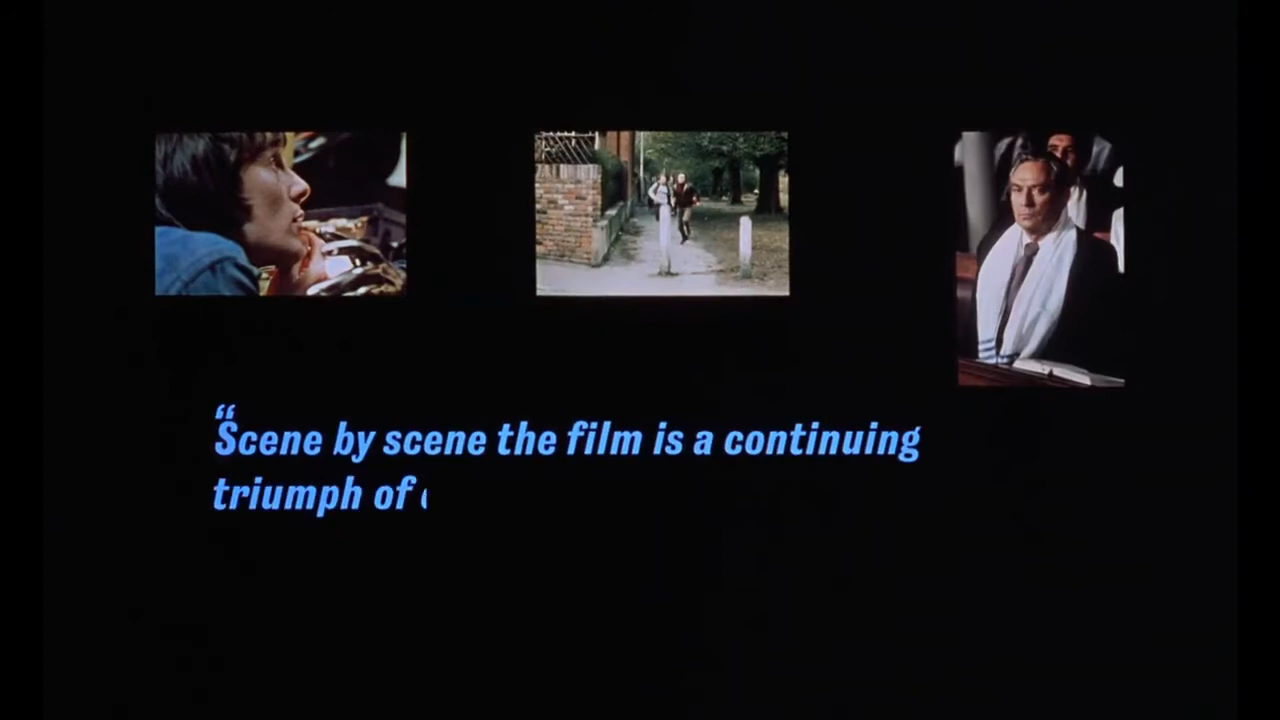 “Scene by scene the film is a continuing
triumph of